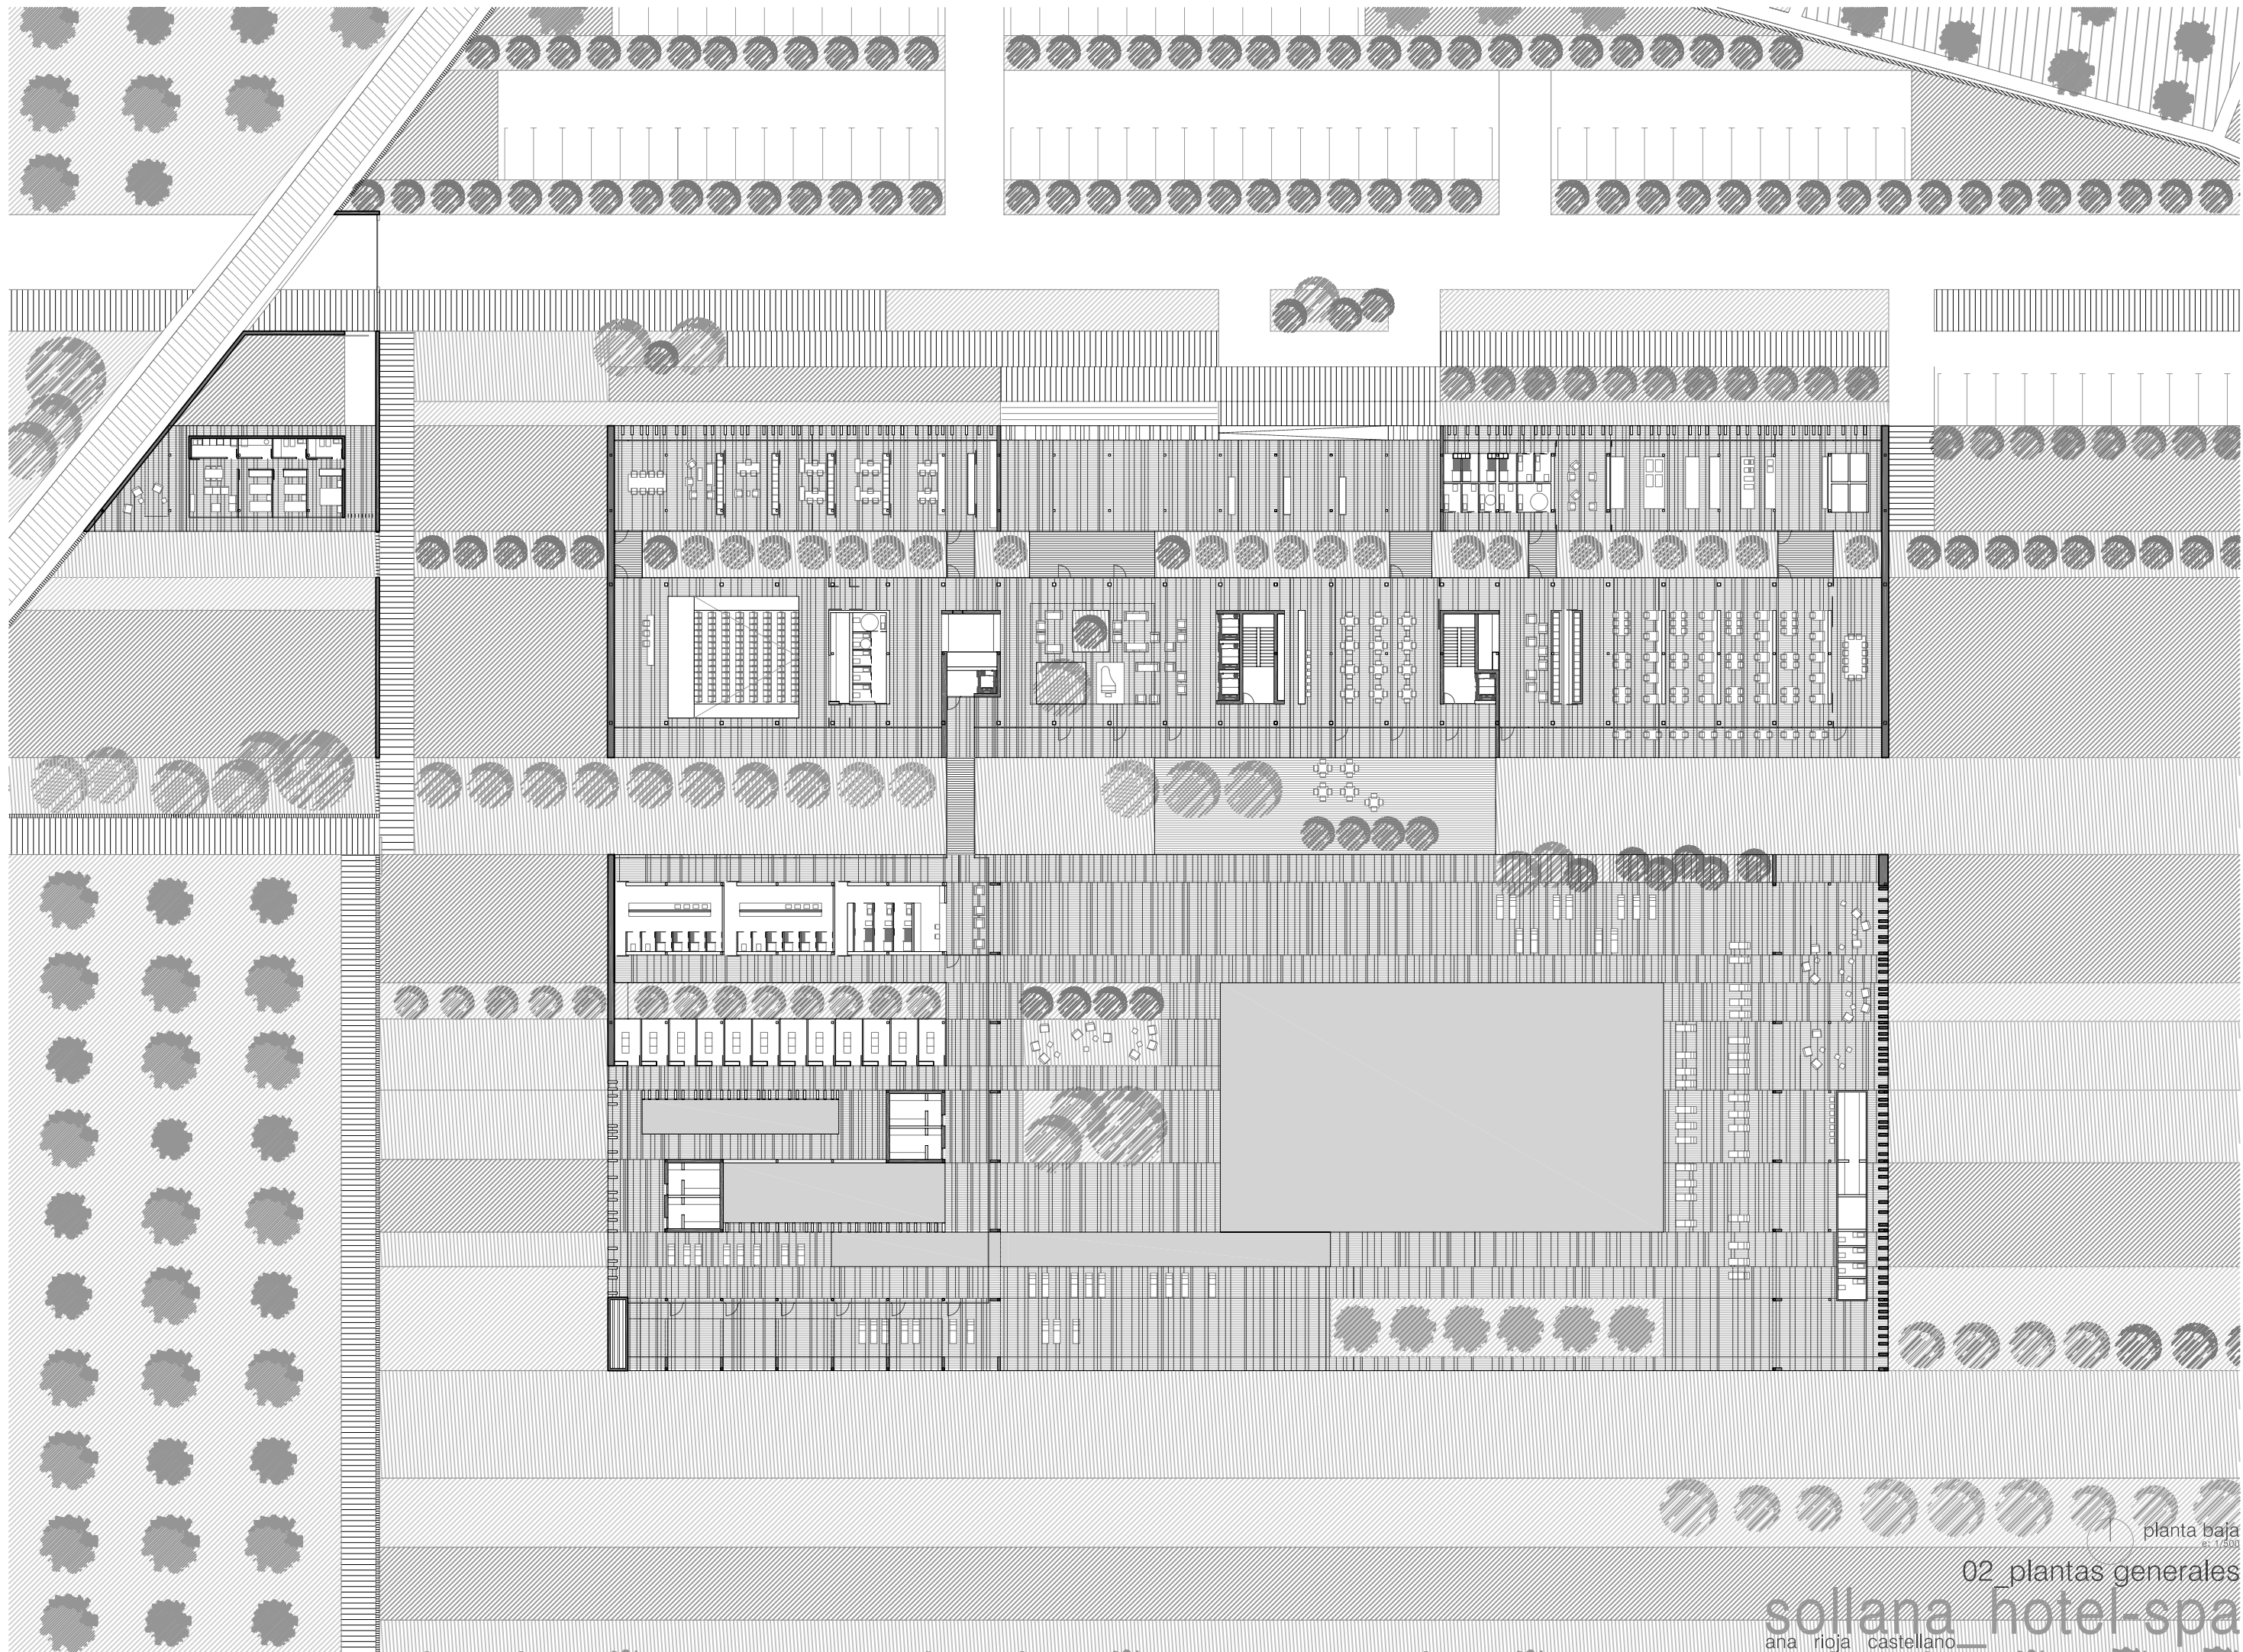 planta baja
e: 1/500
02_plantas generales
sollana_hotel-spa
ana rioja castellano